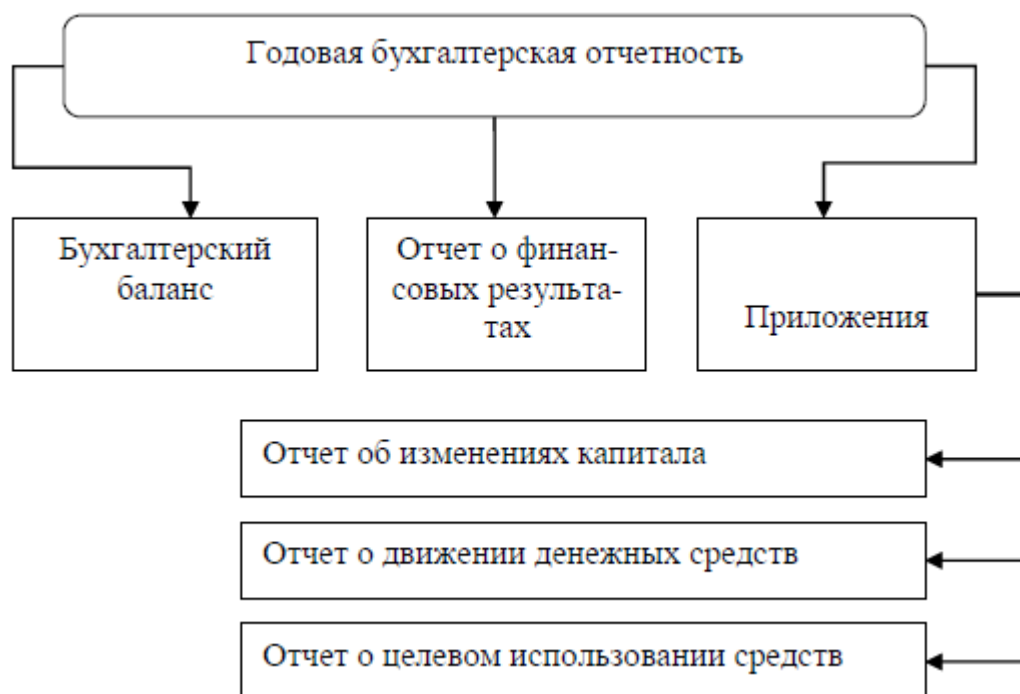 Годовая бухгалтерская отчетность
Бухгалтерский
баланс
Отчет о финан-
совых результа-
тах
Приложения
Отчет об изменениях капитала
Отчет о движении денежных средств
Отчет о целевом использовании средств